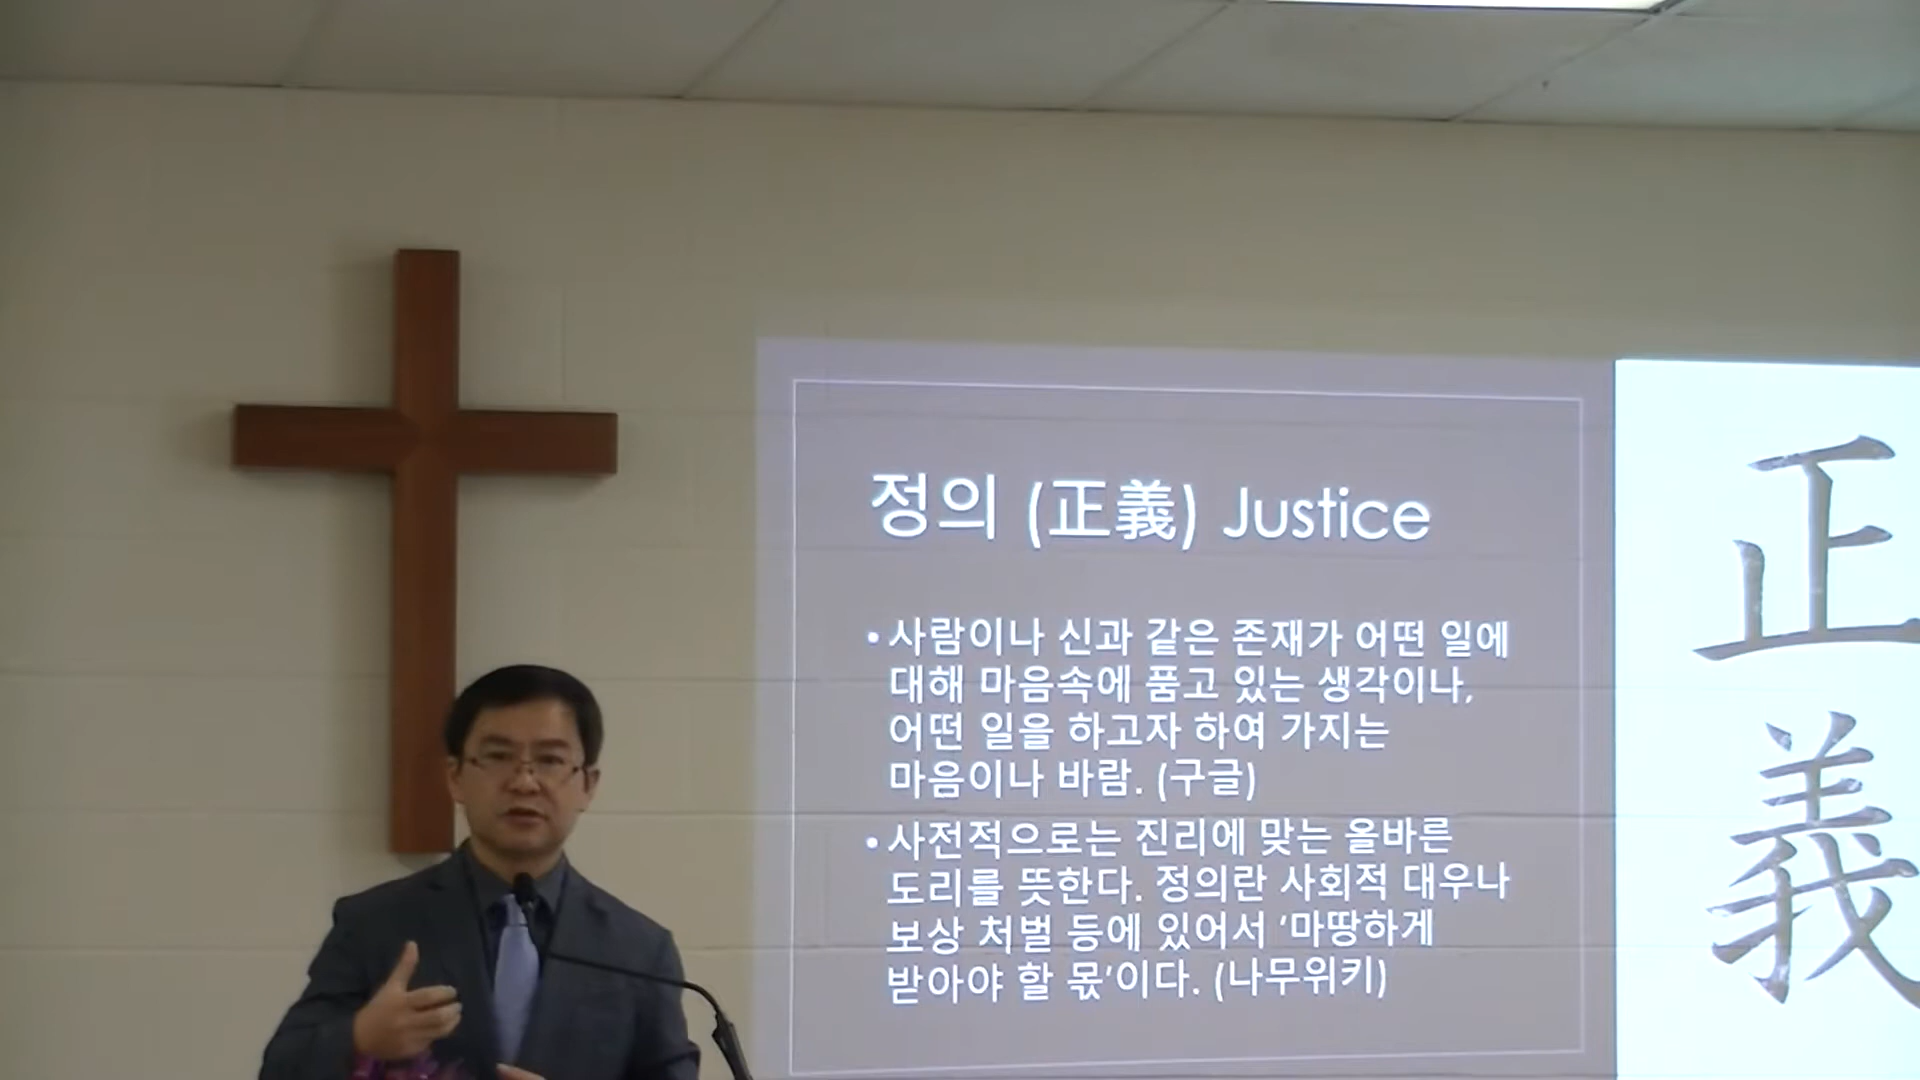 정의 (正義) Justice
• 사람이나 신과 같은 존재가 어떤 일에
대해 마음속에 품고 있는 생각이나,
어떤 일을 하고자 하여 가지는
마음이나 바람. (구글)
• 사전적으로는 진리에 맞는 올바른
도리를 뜻한다. 정의란 사회적 대우나
보상 처벌 등에 있어서 ‘마땅하게
받아야 할 몫’이다. (나무위키)
正
義